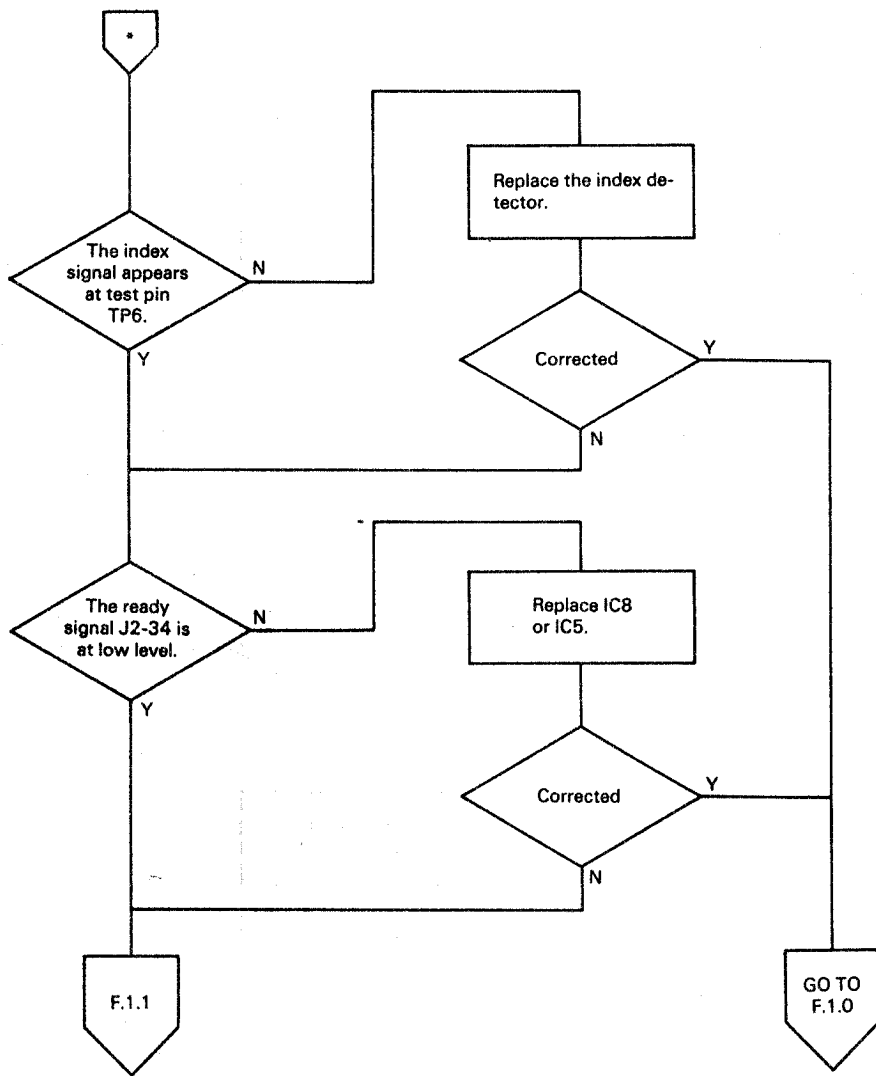 *
Replace the index de-
tector.
The index
signal appears
at test pin
TP6.
N
Y
Corrected
Y
N
The ready
signal J2-34 is
at low level.
N
Y
Replace IC8
or IC5.
Corrected
Y
N
F.1.1
GO TO
F.1.0